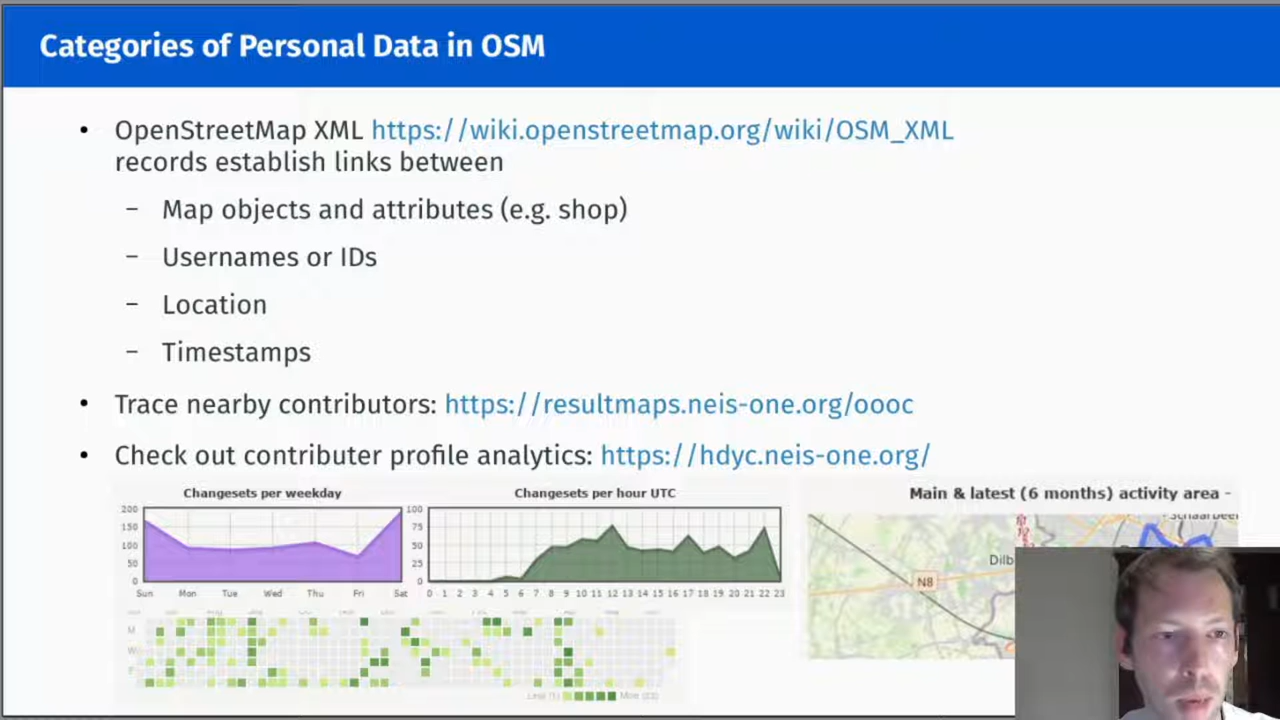 Categories of Personal Data in OSM
• OpenStreetMap XML https://wiki.openstreetmap.org/wiki/OSM_XML
records establish links between
– Map objects and attributes (e.g. shop)
– Usernames or IDs
– Location
– Timestamps
• Trace nearby contributors: https://resultmaps.neis-one.org/oooc
• Check out contributer profile analytics: https://hdyc.neis-one.org/
Changesets per weekday
200
150
100
50
0
Sun Mon Tue Wed Thu Fri Sat
Changesets per hour UTC
100
75
50
25
0
0 1 2 3 4 5 6 7 8 9 10 11 12 13 14 15 16 17 18 19 20 21 22 23
Main & latest (6 months) activity area -
Schaarbeek
Dilb
N8
M
W
F
Less (1)